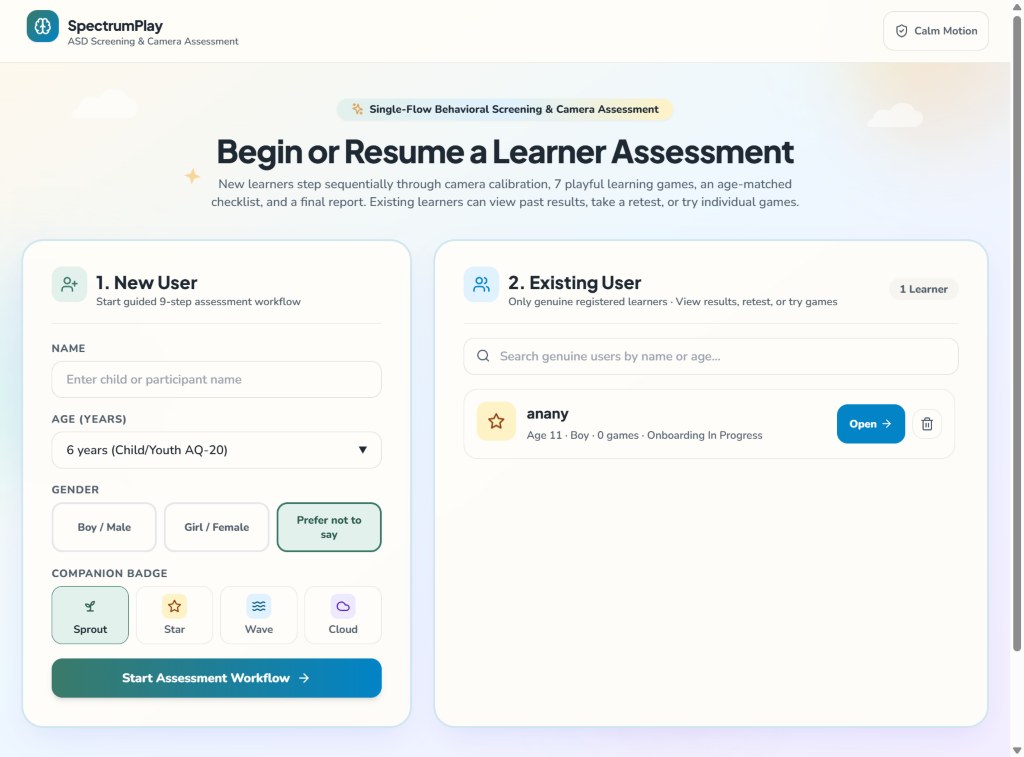 SpectrumPlay
ASD Screening & Camera Assessment
Calm Motion
Single-Flow Behavioral Screening & Camera Assessment
Begin or Resume a Learner Assessment
New learners step sequentially through camera calibration, 7 playful learning games, an age-matched
checklist, and a final report. Existing learners can view past results, take a retest, or try individual games.
1. New User
Start guided 9-step assessment workflow
NAME
Enter child or participant name
AGE (YEARS)
6 years (Child/Youth AQ-20)
GENDER
Boy / Male
Girl / Female
Prefer not to
say
COMPANION BADGE
Sprout
Star
Wave
Cloud
Start Assessment Workflow →
2. Existing User
Only genuine registered learners · View results, retest, or try games
1 Learner
Search genuine users by name or age...
anany
Age 11 · Boy · 0 games · Onboarding In Progress
Open →